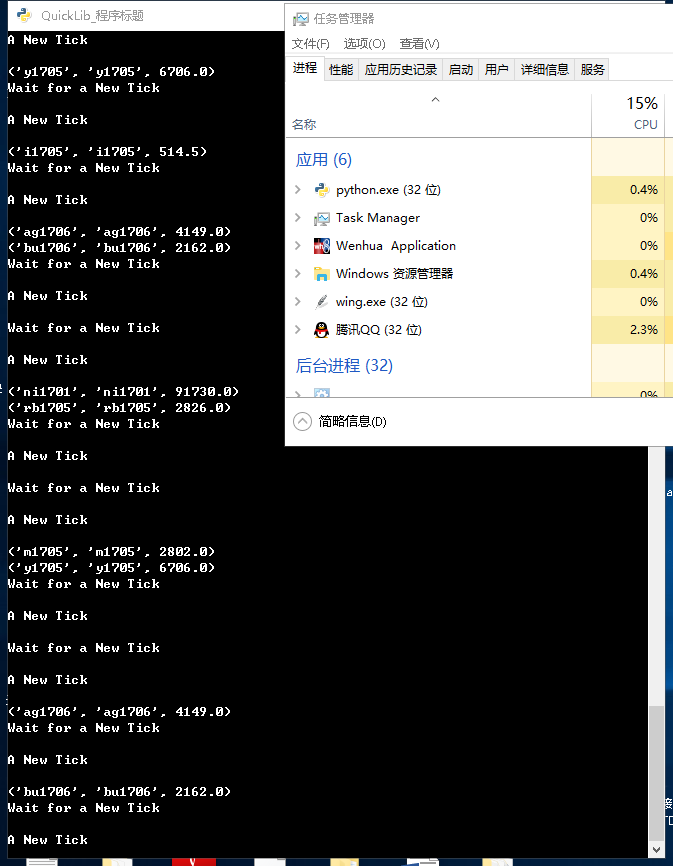 QuickLib_程序标题
A New Tick
('y1705', 'y1705', 6706.0)
Wait for a New Tick
A New Tick
('i1705', 'i1705', 514.5)
Wait for a New Tick
A New Tick
('ag1706', 'ag1706', 4149.0)
('bu1706', 'bu1706', 2162.0)
Wait for a New Tick
A New Tick
Wait for a New Tick
A New Tick
('ni1701', 'ni1701', 91730.0)
('rb1705', 'rb1705', 2826.0)
Wait for a New Tick
A New Tick
Wait for a New Tick
A New Tick
('m1705', 'm1705', 2802.0)
('y1705', 'y1705', 6706.0)
Wait for a New Tick
A New Tick
Wait for a New Tick
A New Tick
('ag1706', 'ag1706', 4149.0)
Wait for a New Tick
A New Tick
('bu1706', 'bu1706', 2162.0)
Wait for a New Tick
A New Tick
任务管理器
文件(F) 选项(O) 查看(V)
进程 性能 应用历史记录 启动 用户 详细信息 服务
15%
名称 CPU
应用 (6)
python.exe (32 位) 0.4%
Task Manager 0%
Wenhua Application 0%
Windows 资源管理器 0.4%
wing.exe (32 位) 0%
腾讯QQ (32 位) 2.3%
后台进程 (32)
0%
简略信息(D)